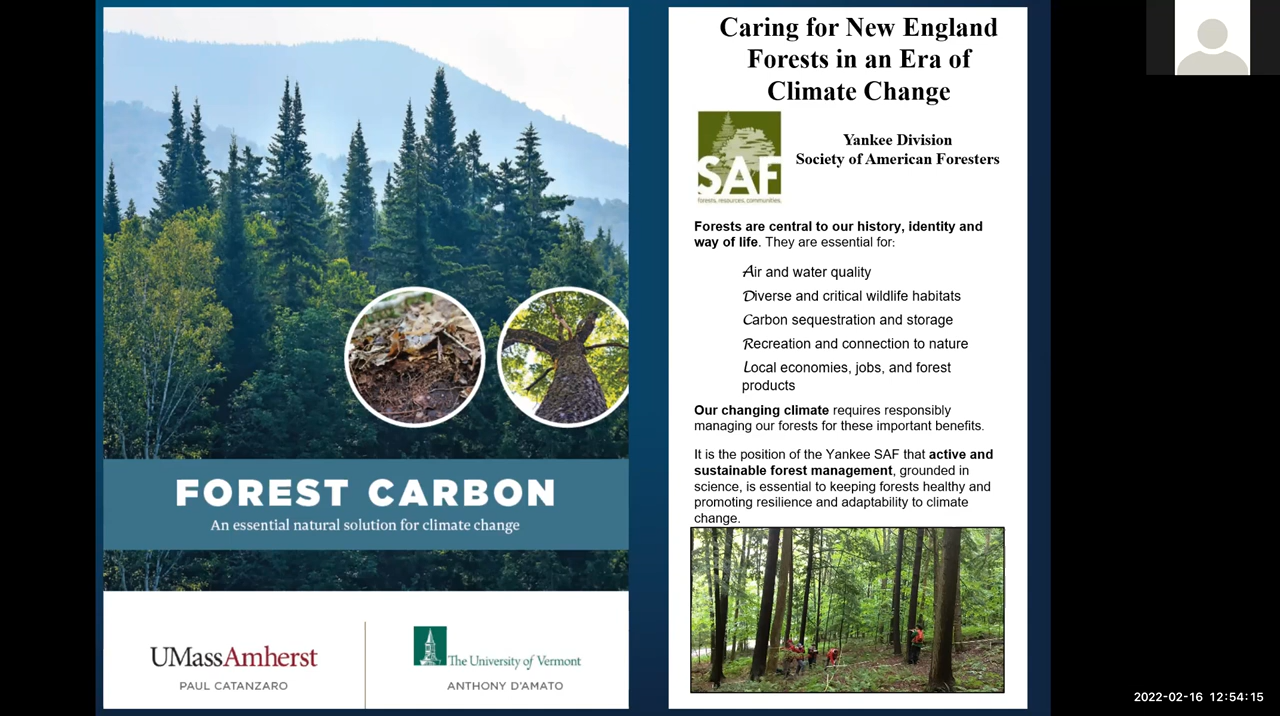 FOREST CARBON
An essential natural solution for climate change
UMassAmherst
PAUL CATANZARO
The University of Vermont
ANTHONY D'AMATO
Caring for New England
Forests in an Era of
Climate Change
SAF
forests, resources, communities.
Yankee Division
Society of American Foresters
Forests are central to our history, identity and
way of life. They are essential for:
Air and water quality
Diverse and critical wildlife habitats
Carbon sequestration and storage
Recreation and connection to nature
Local economies, jobs, and forest
products
Our changing climate requires responsibly
managing our forests for these important benefits.
It is the position of the Yankee SAF that active and
sustainable forest management, grounded in
science, is essential to keeping forests healthy and
promoting resilience and adaptability to climate
change.
2022-02-16 12:54:15